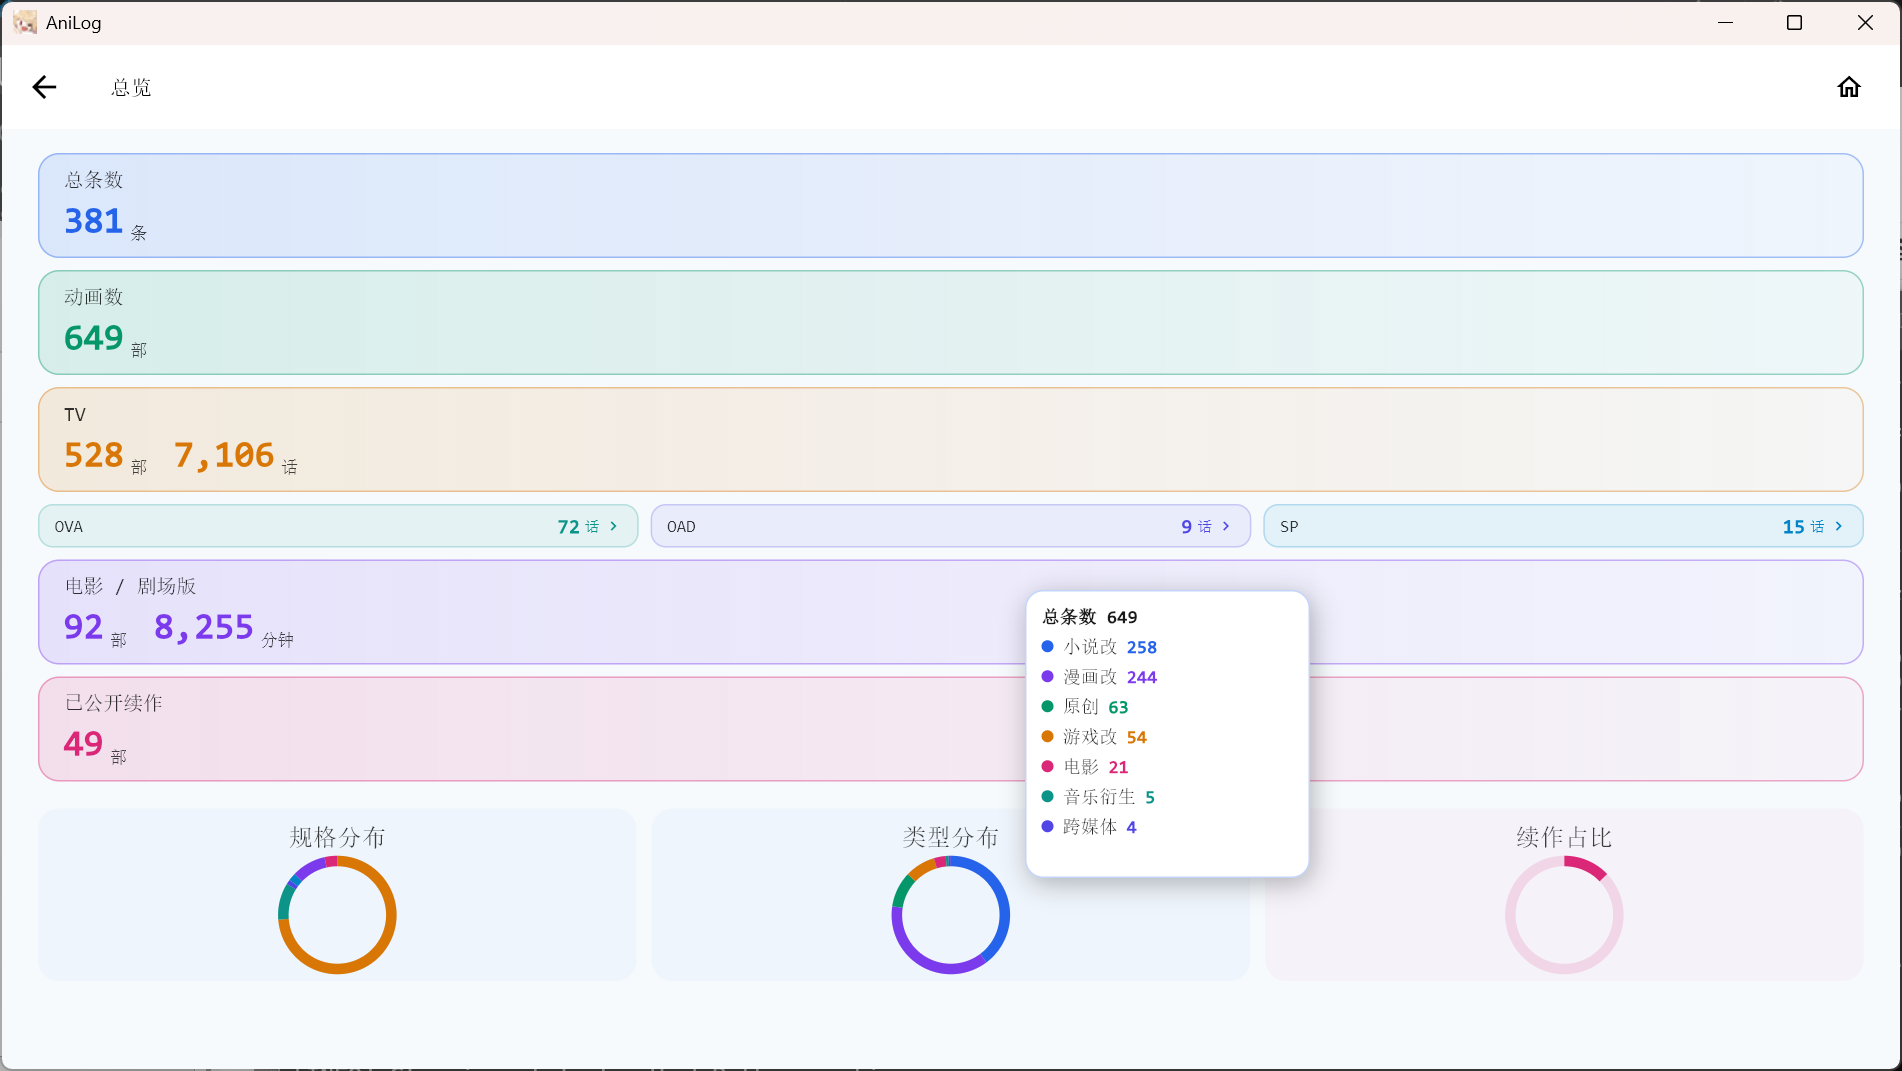 AniLog
总览
总条数
381 条
动画数
649 部
TV
528 部 7,106 话
OVA 72 话
OAD 9 话
SP 15 话
电影 / 剧场版
92 部 8,255 分钟
已公开续作
49 部
总条数 649
小说改 258
漫画改 244
原创 63
游戏改 54
电影 21
音乐衍生 5
跨媒体 4
规格分布
类型分布
续作占比